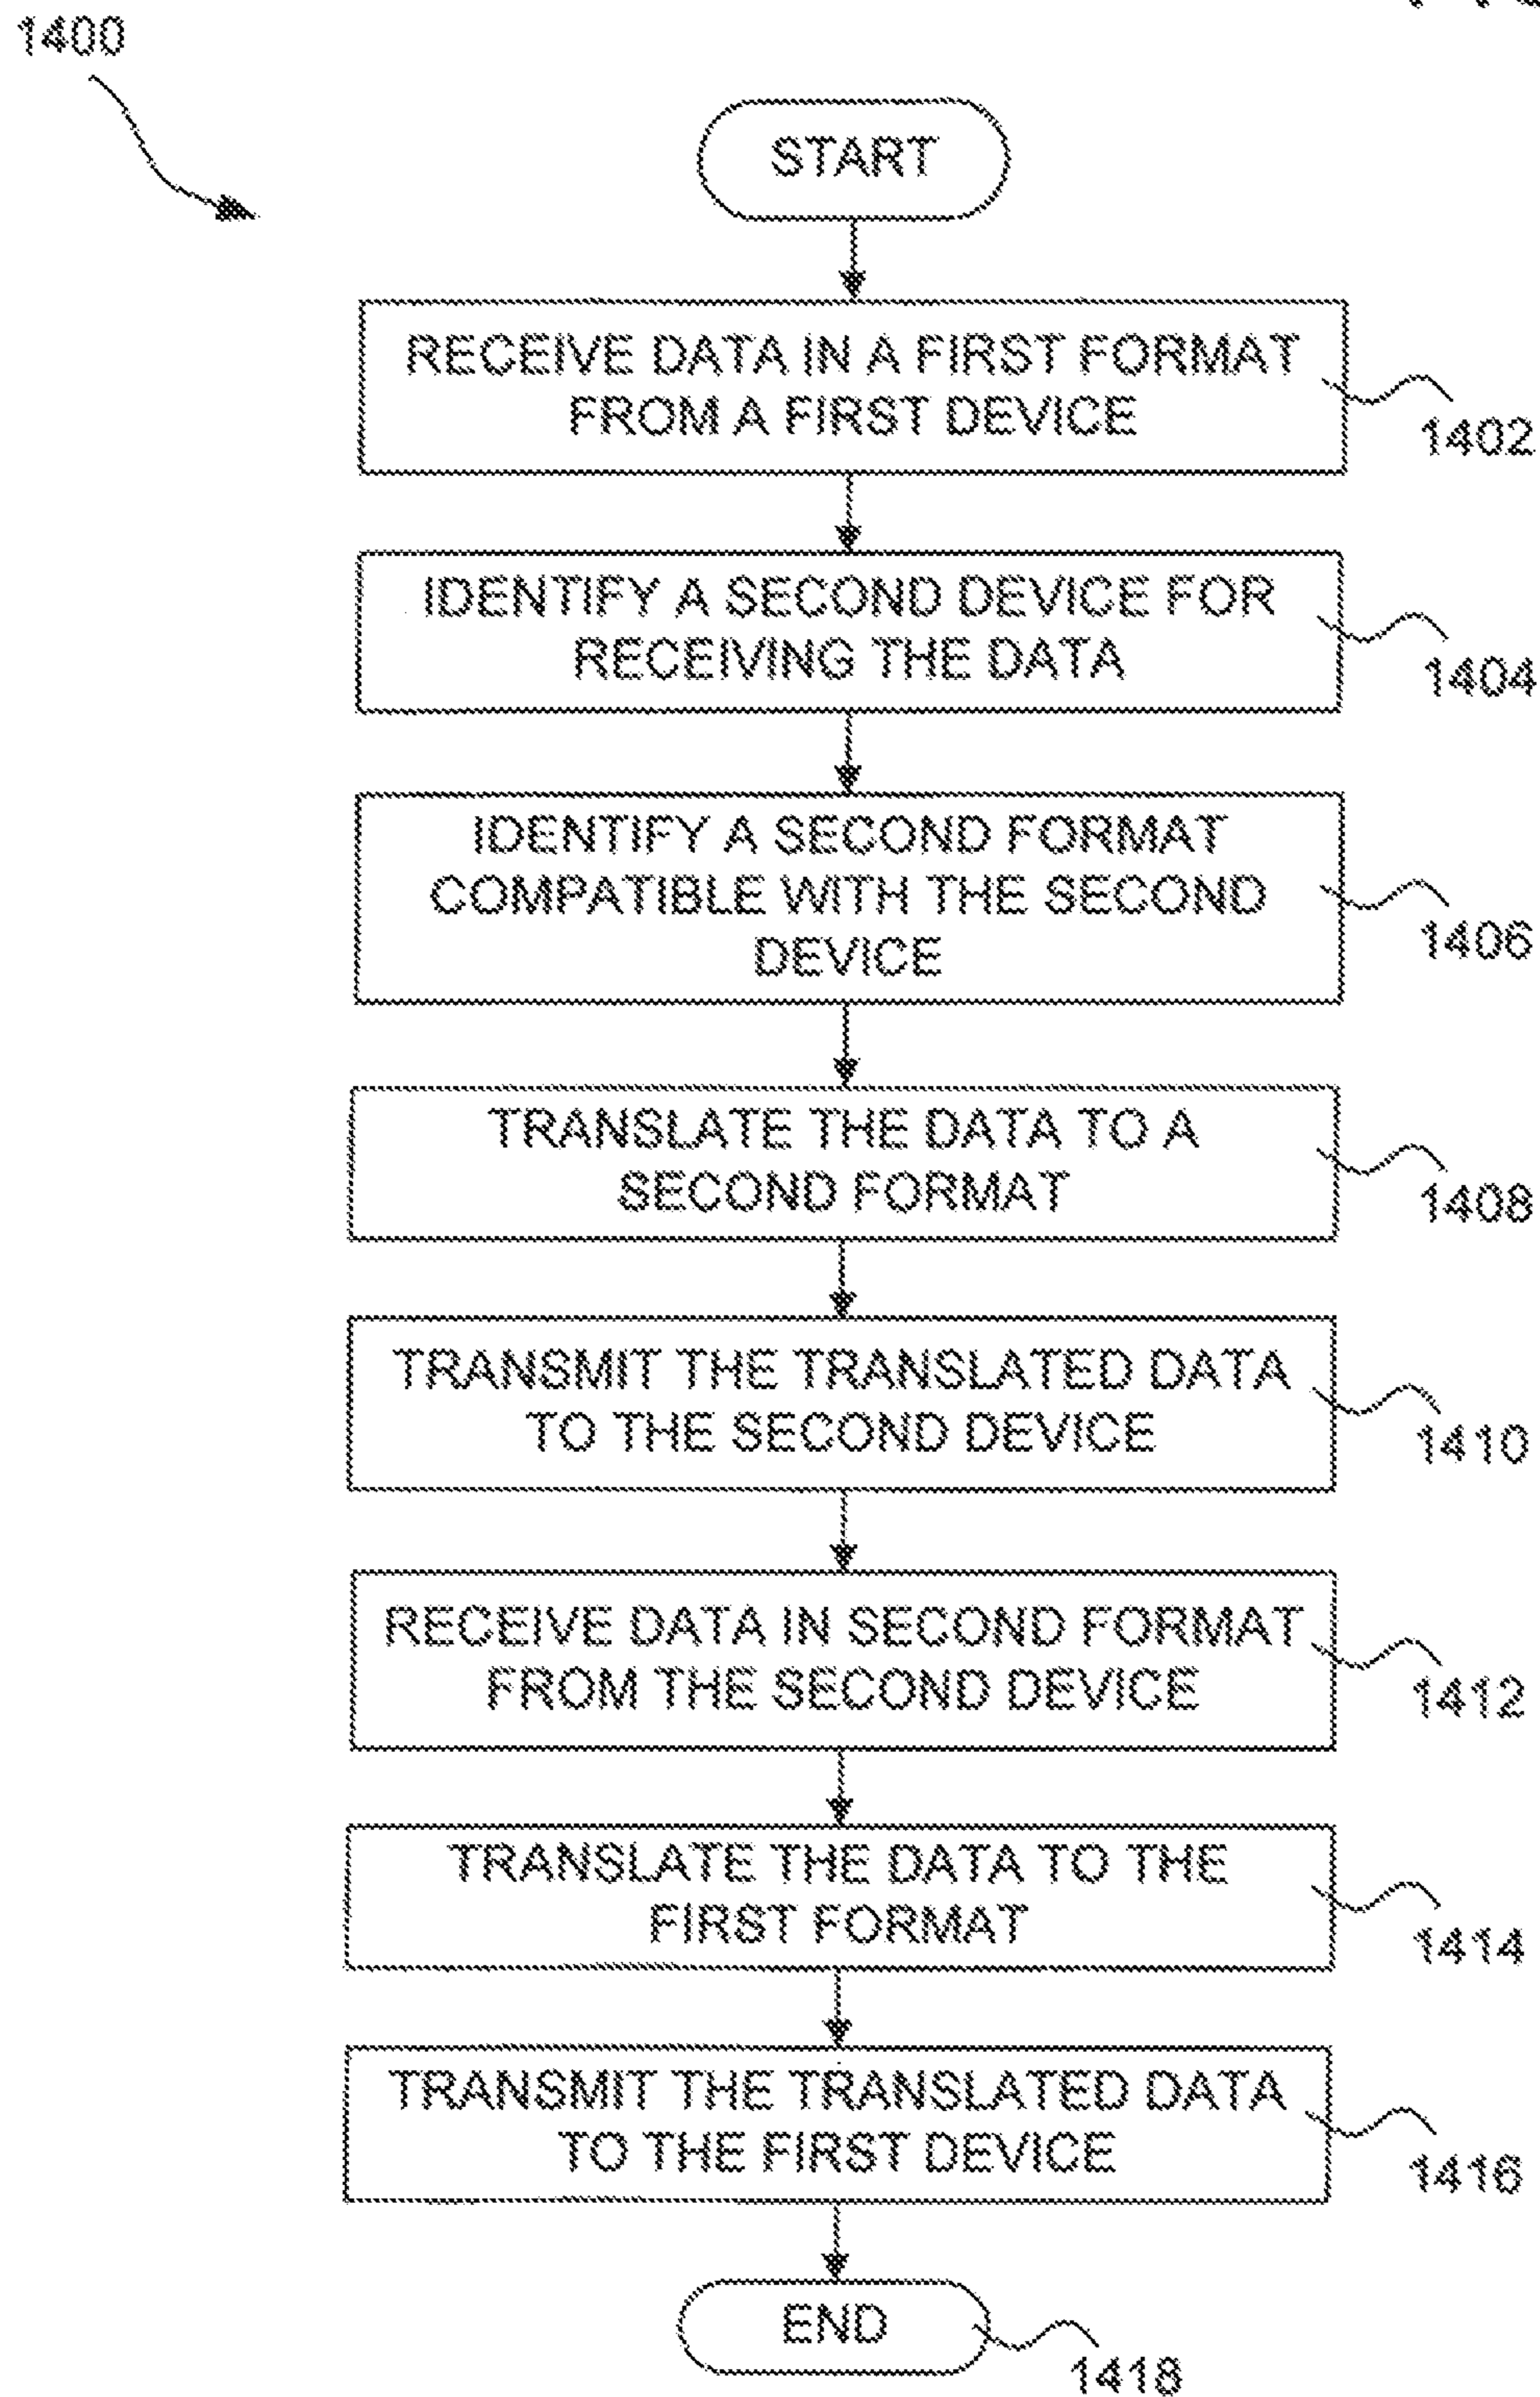 1400
START
RECEIVE DATA IN A FIRST FORMAT
FROM A FIRST DEVICE
1402
IDENTIFY A SECOND DEVICE FOR
RECEIVING THE DATA
1404
IDENTIFY A SECOND FORMAT
COMPATIBLE WITH THE SECOND
DEVICE
1406
TRANSLATE THE DATA TO A
SECOND FORMAT
1408
TRANSMIT THE TRANSLATED DATA
TO THE SECOND DEVICE
1410
RECEIVE DATA IN SECOND FORMAT
FROM THE SECOND DEVICE
1412
TRANSLATE THE DATA TO THE
FIRST FORMAT
1414
TRANSMIT THE TRANSLATED DATA
TO THE FIRST DEVICE
1416
END
1418